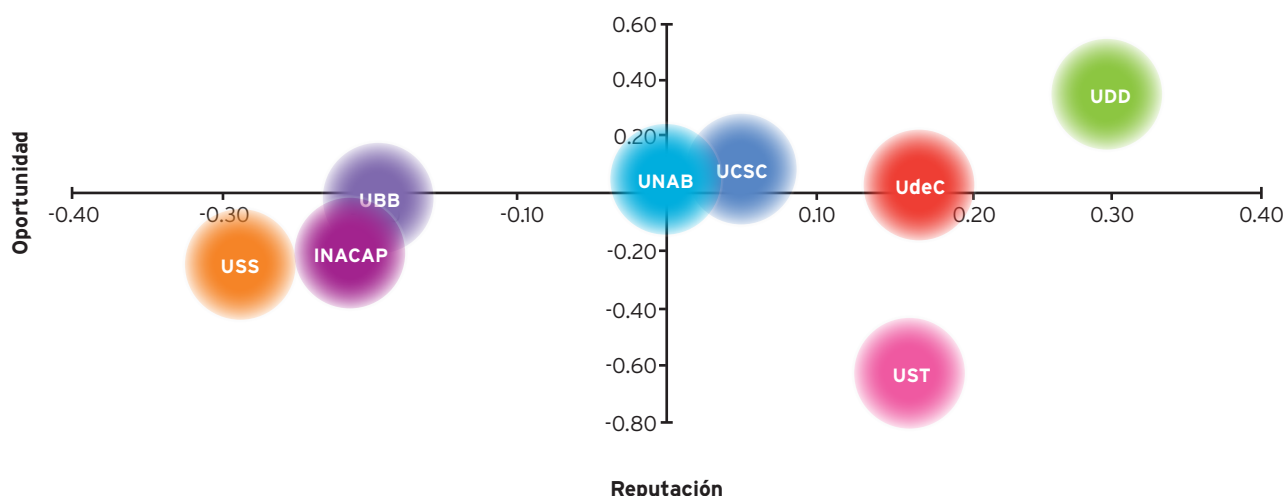 0.60
0.40
UDD
0.20
UCSC
UNAB
UdeC
UBB
-0.40
-0.30
-0.10
0.10
0.20
0.30
0.40
Oportunidad
-0.20
INACAP
USS
-0.40
-0.60
UST
-0.80
Reputación